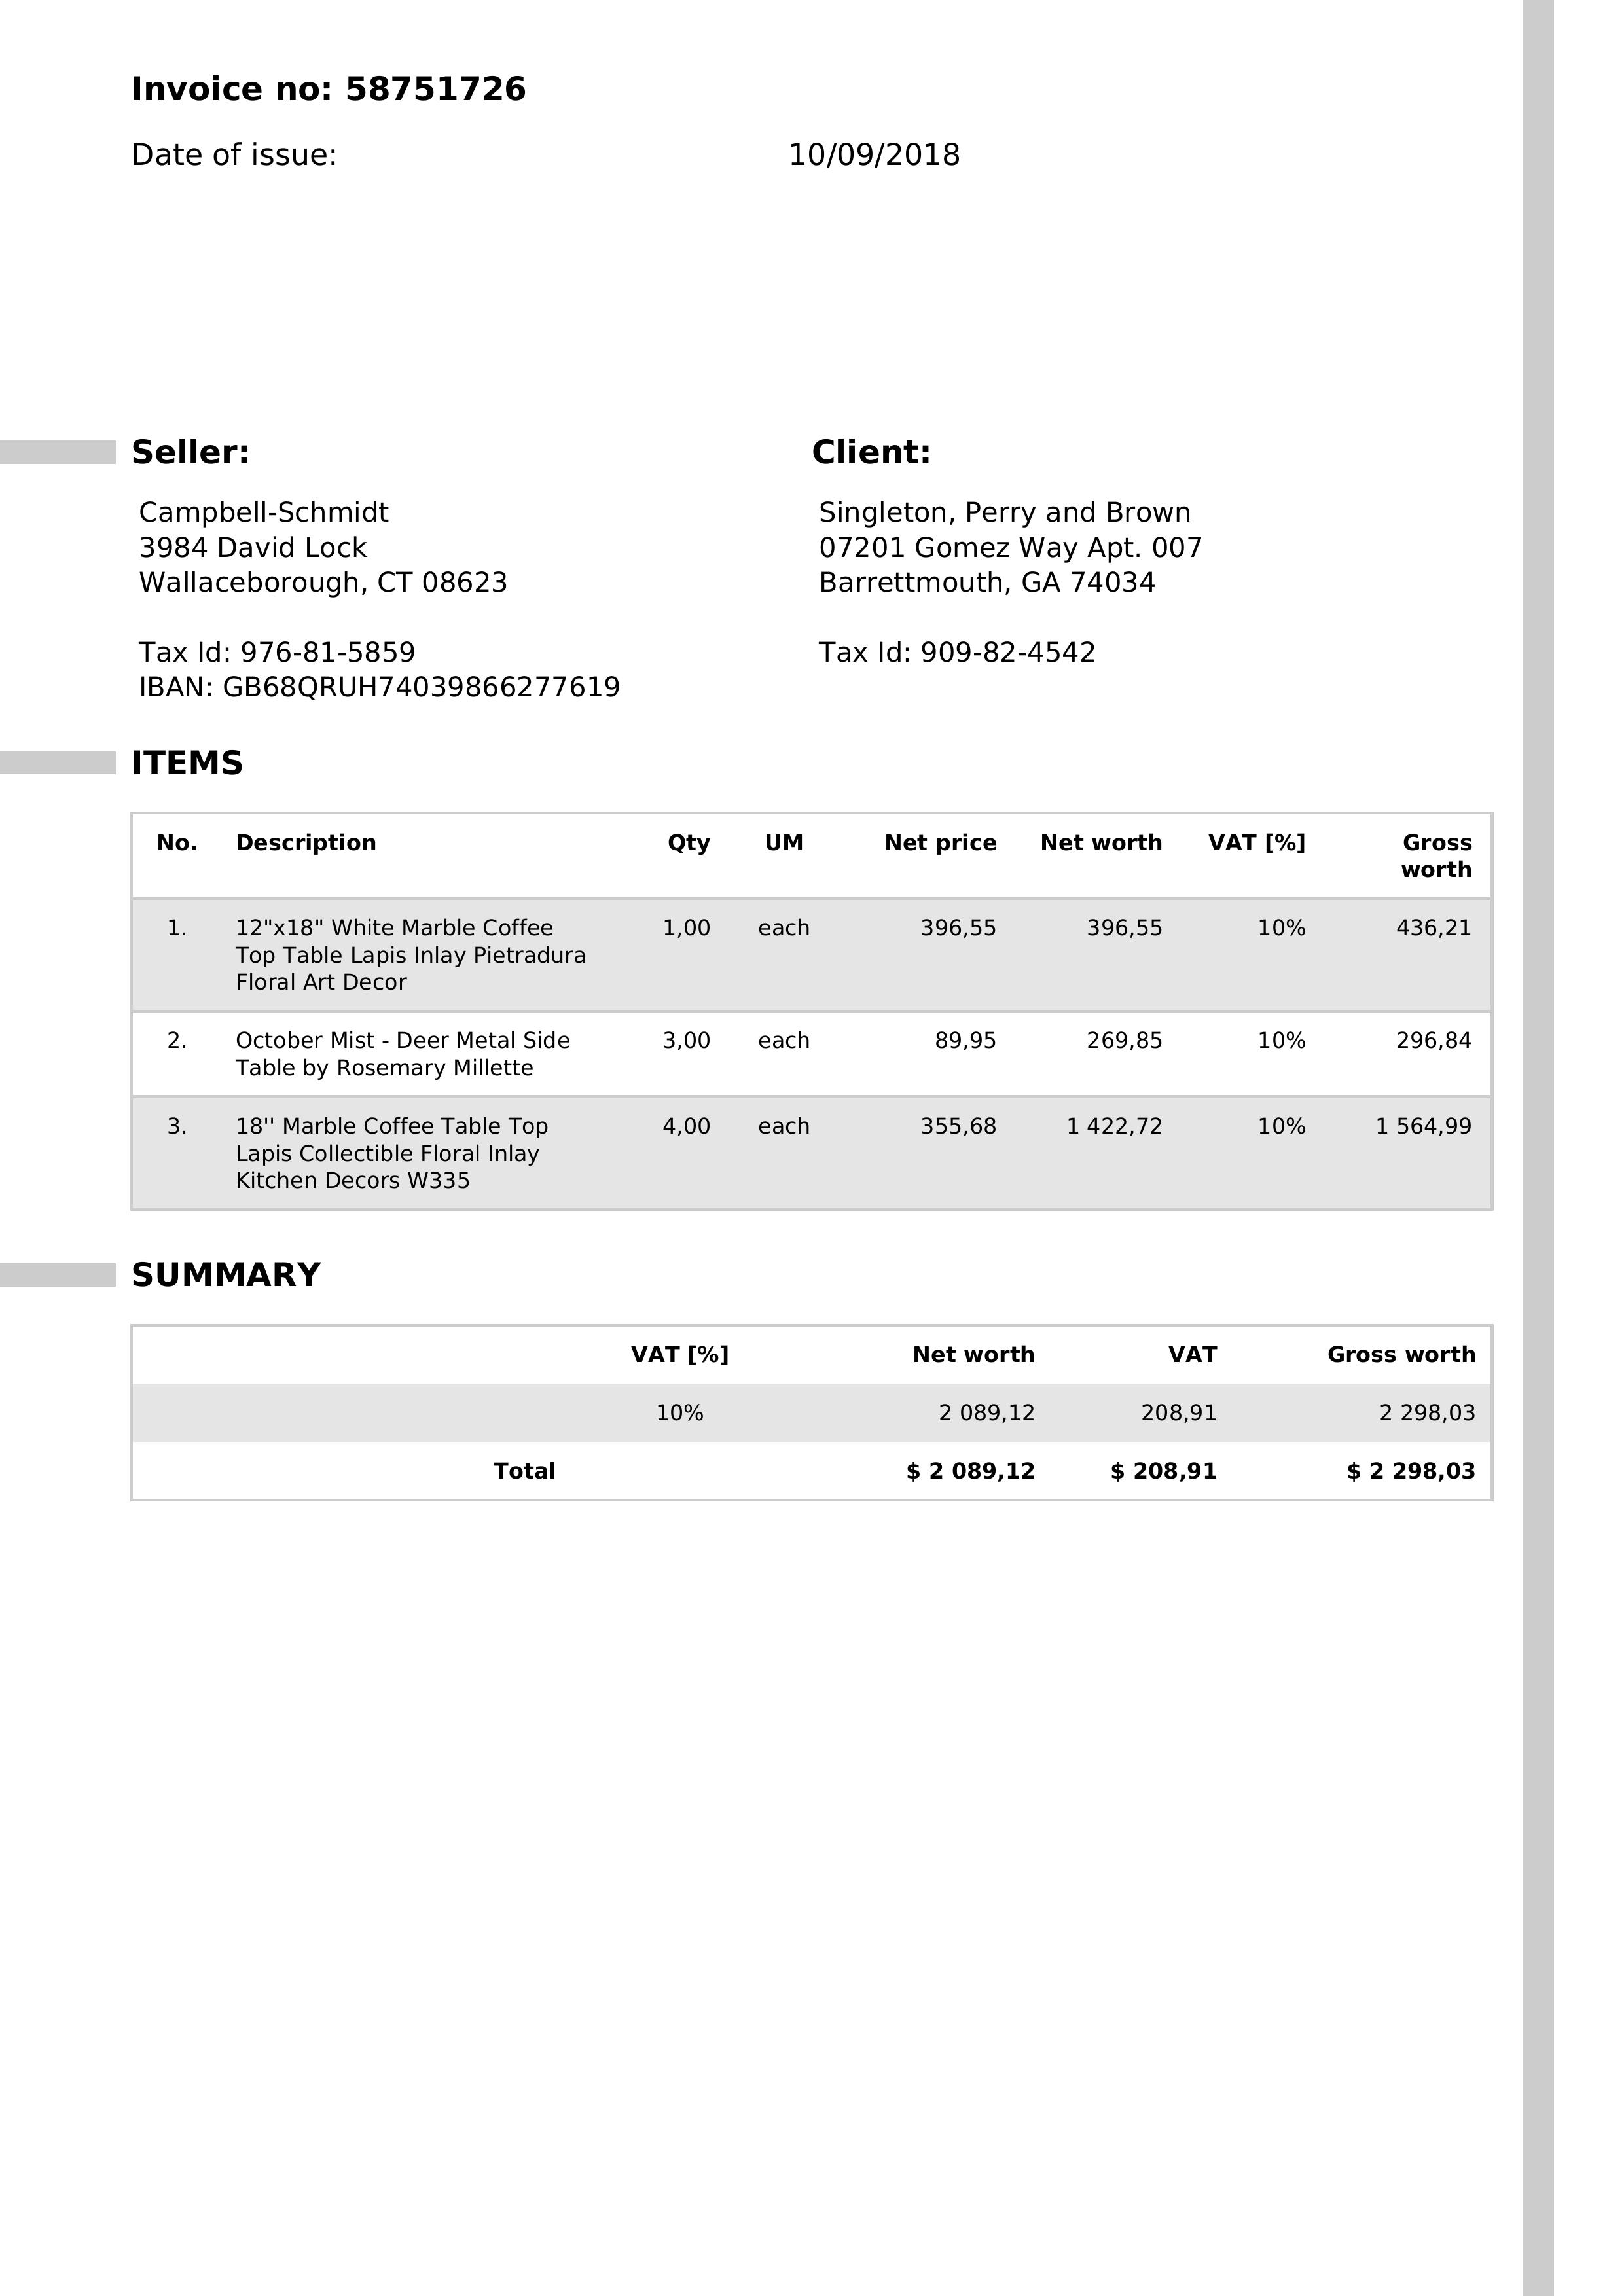 Invoice no: 58751726
Date of issue: 10/09/2018
Seller:
Campbell-Schmidt
3984 David Lock
Wallaceborough, CT 08623
Tax Id: 976-81-5859
IBAN: GB68QRUH74039866277619
Client:
Singleton, Perry and Brown
07201 Gomez Way Apt. 007
Barrettmouth, GA 74034
Tax Id: 909-82-4542
ITEMS
No. Description Qty UM Net price Net worth VAT [%] Gross
worth
1. 12"x18" White Marble Coffee 1,00 each 396,55 396,55 10% 436,21
Top Table Lapis Inlay Pietradura
Floral Art Decor
2. October Mist - Deer Metal Side 3,00 each 89,95 269,85 10% 296,84
Table by Rosemary Millette
3. 18'' Marble Coffee Table Top 4,00 each 355,68 1 422,72 10% 1 564,99
Lapis Collectible Floral Inlay
Kitchen Decors W335
SUMMARY
VAT [%] Net worth VAT Gross worth
10% 2 089,12 208,91 2 298,03
Total $ 2 089,12 $ 208,91 $ 2 298,03